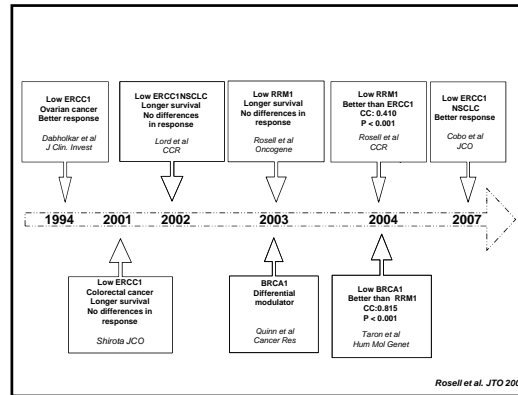 Low ERCC1
Ovarian cancer
Better response
Dabholkar et al
J Clin. Invest
Low ERCC1NSCLC
Longer survival
No differences
in response
Lord et al
CCR
Low RRM1
Longer survival
No differences in
response
Rosell et al
Oncogene
Low RRM1
Better than ERCC1
CC: 0.410
P < 0.001
Rosell et al
CCR
Low ERCC1
NSCLC
Better response
Cobo et al
JCO
1994 2001 2002 2003 2004 2007
Low ERCC1
Colorectal cancer
Longer survival
No differences in
response
Shirota JCO
BRCA1
Differential
modulator
Quinn et al
Cancer Res
Low BRCA1
Better than RRM1
CC:0.815
P < 0.001
Taron et al
Hum Mol Genet
Rosell et al. JTO